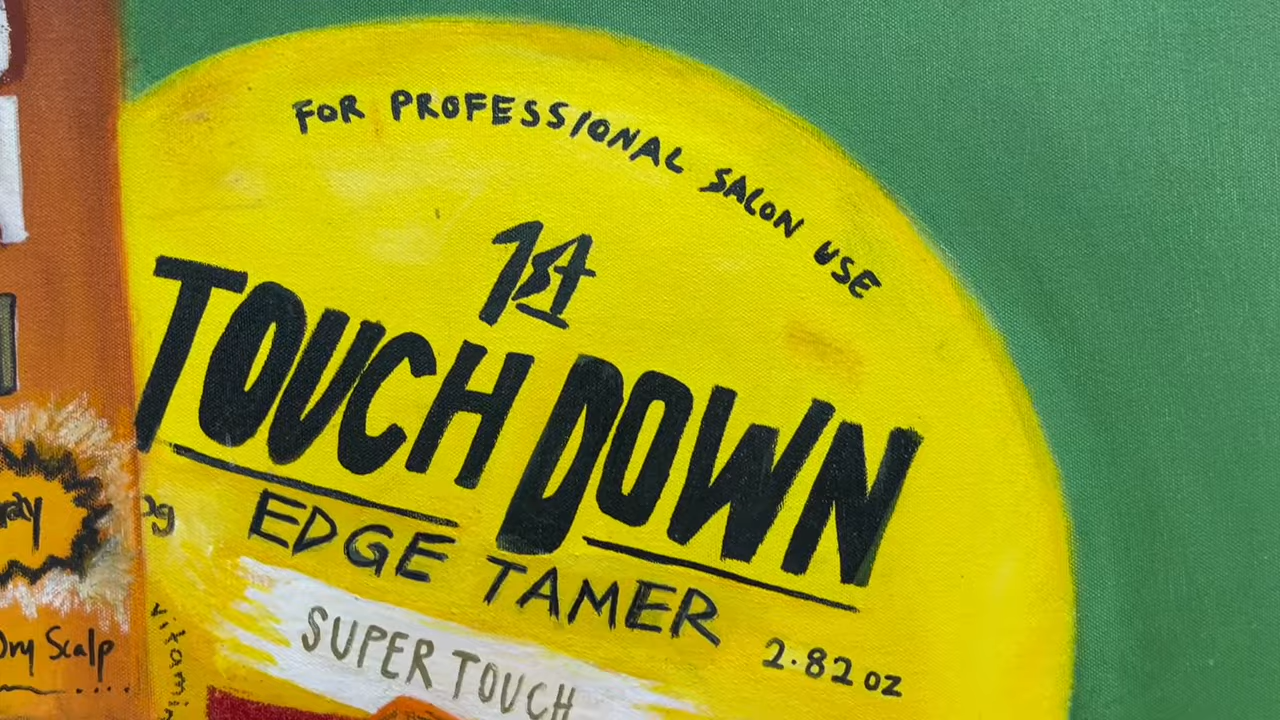 FOR PROFESSIONAL SALON USE
1st
TOUCH DOWN
EDGE TAMER
2.82 oz
SUPER TOUCH
Dry Scalp